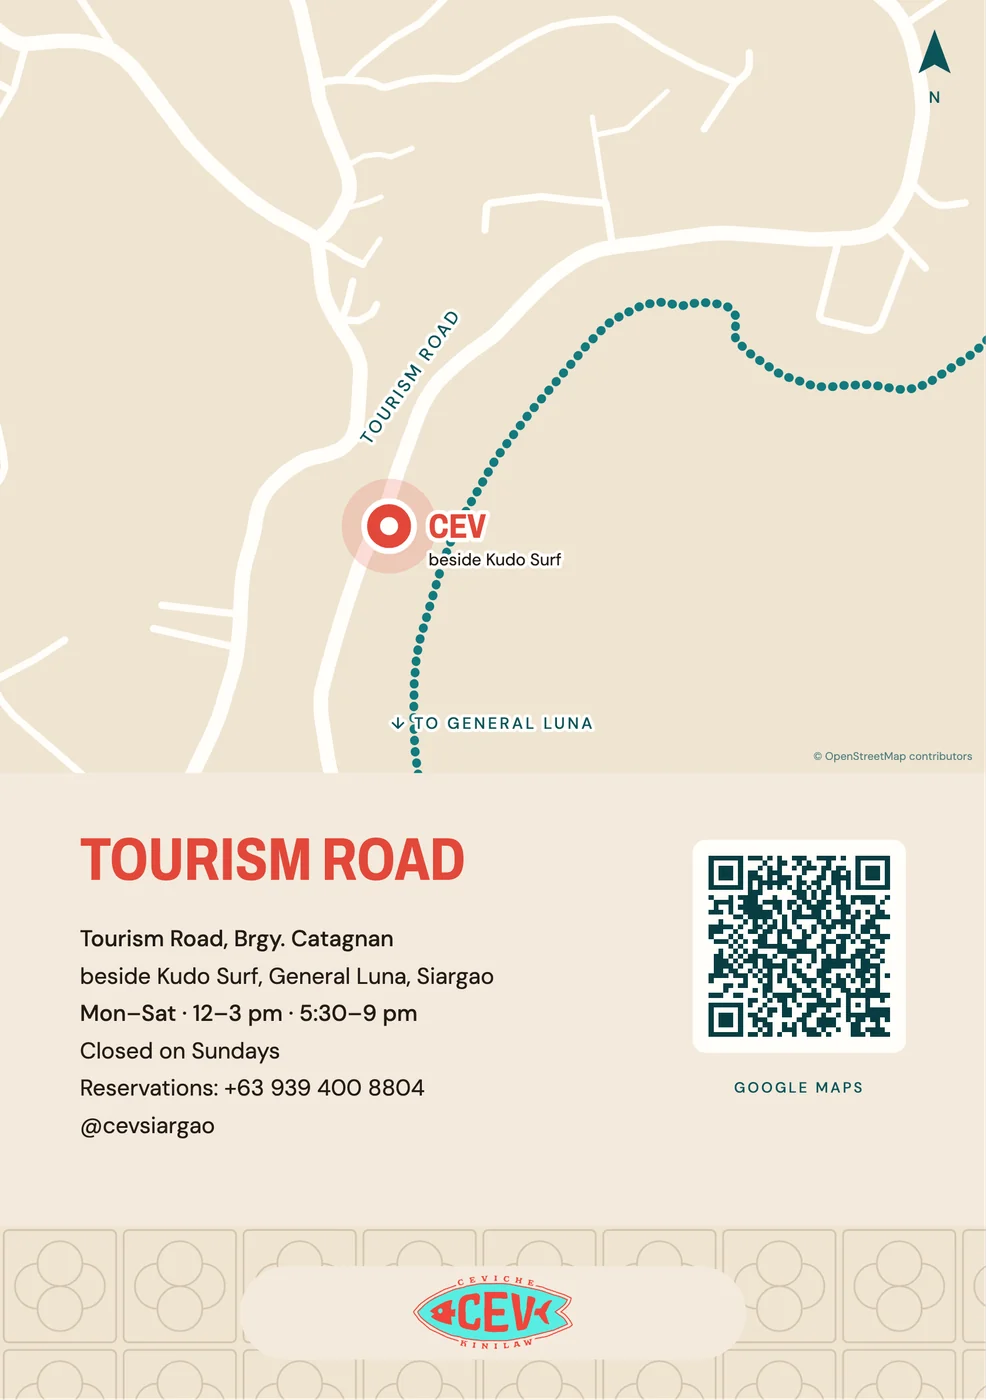 N
TOURISM ROAD
CEV
beside Kudo Surf
↓ TO GENERAL LUNA
© OpenStreetMap contributors
TOURISM ROAD
Tourism Road, Brgy. Catagnan
beside Kudo Surf, General Luna, Siargao
Mon–Sat · 12–3 pm · 5:30–9 pm
Closed on Sundays
Reservations: +63 939 400 8804
@cevsiargao
GOOGLE MAPS
CEVICHE
CEV
KINILAW